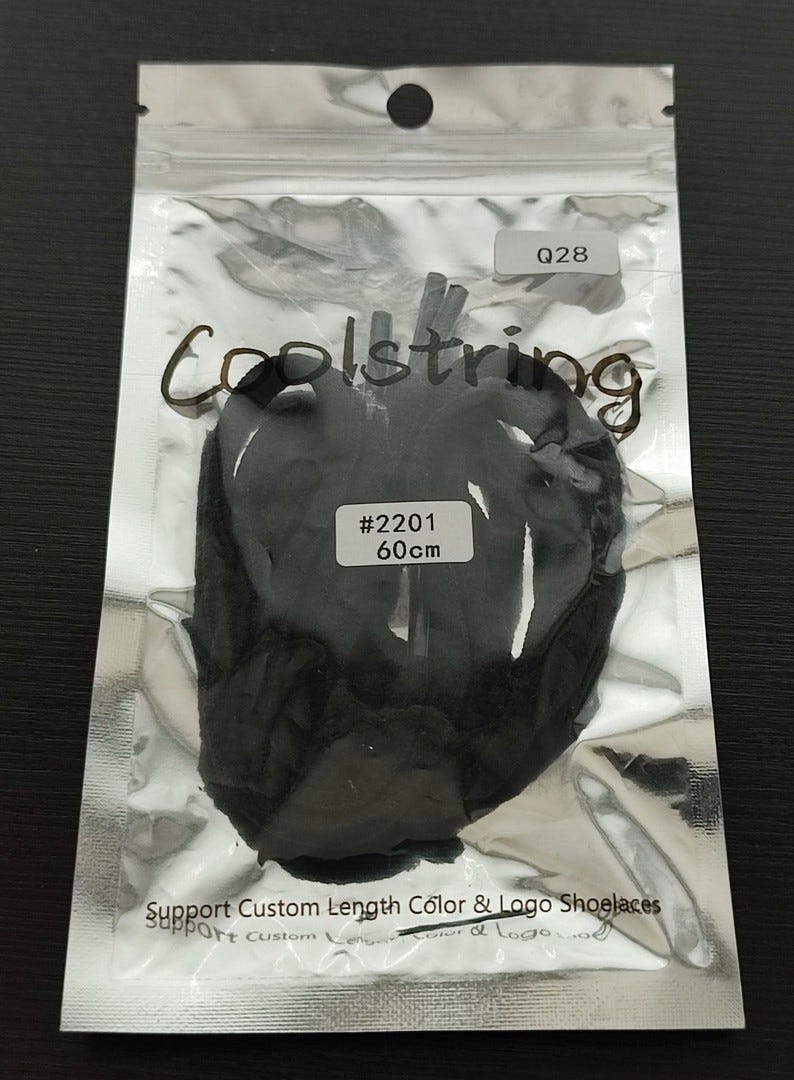 Q28
Coolstring
#2201
60cm
Support Custom Length Color & Logo Shoelaces